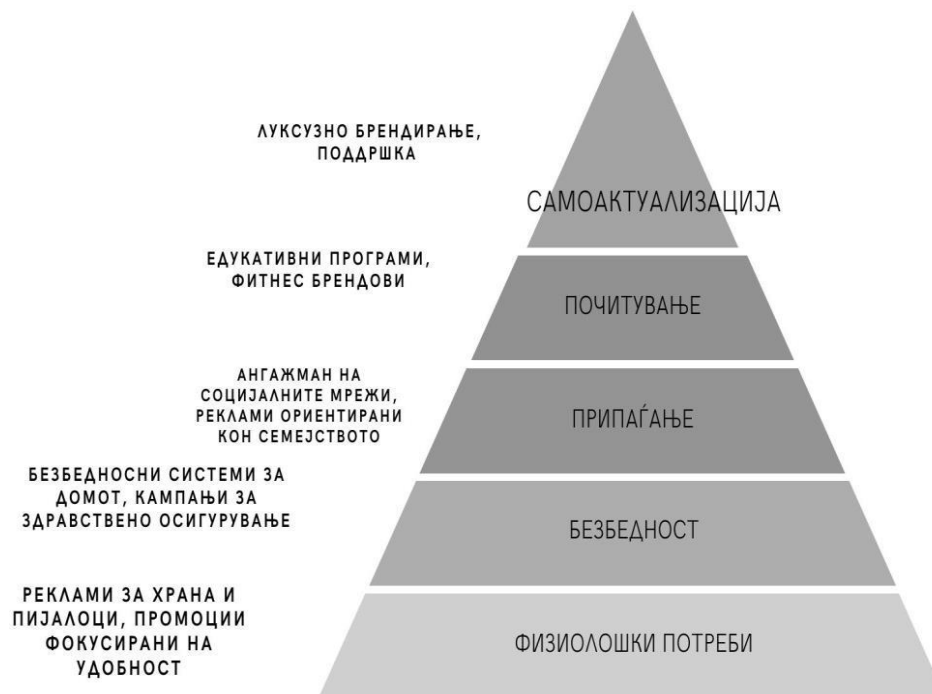 ЛУКСУЗНО БРЕНДИРАЊЕ,
ПОДДРШКА
САМОАКТУАЛИЗАЦИЈА
ЕДУКАТИВНИ ПРОГРАМИ,
ФИТНЕС БРЕНДОВИ
ПОЧИТУВАЊЕ
АНГАЖМАН НА
СОЦИЈАЛНИТЕ МРЕЖИ,
РЕКЛАМИ ОРИЕНТИРАНИ
КОН СЕМЕЈСТВОТО
ПРИПАЃАЊЕ
БЕЗБЕДНОСНИ СИСТЕМИ ЗА
ДОМОТ, КАМПАЊИ ЗА
ЗДРАВСТВЕНО ОСИГУРУВАЊЕ
БЕЗБЕДНОСТ
РЕКЛАМИ ЗА ХРАНА И
ПИЈАЛОЦИ, ПРОМОЦИИ
ФОКУСИРАНИ НА
УДОБНОСТ
ФИЗИОЛОШКИ ПОТРЕБИ